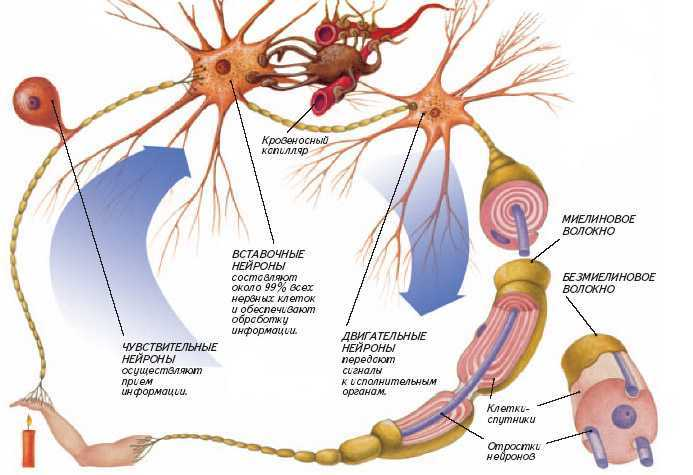 Кровеносный
капилляр
МИЕЛИНОВОЕ
ВОЛОКНО
БЕЗМИЕЛИНОВОЕ
ВОЛОКНО
ВСТАВОЧНЫЕ
НЕЙРОНЫ
составляют
около 99% всех
нервных клеток
и обеспечивают
обработку
информации.
ЧУВСТВИТЕЛЬНЫЕ
НЕЙРОНЫ
осуществляют
прием
информации.
ДВИГАТЕЛЬНЫЕ
НЕЙРОНЫ
передают
сигналы
к исполнительным
органам.
Клетки-
спутники
Отростки
нейронов